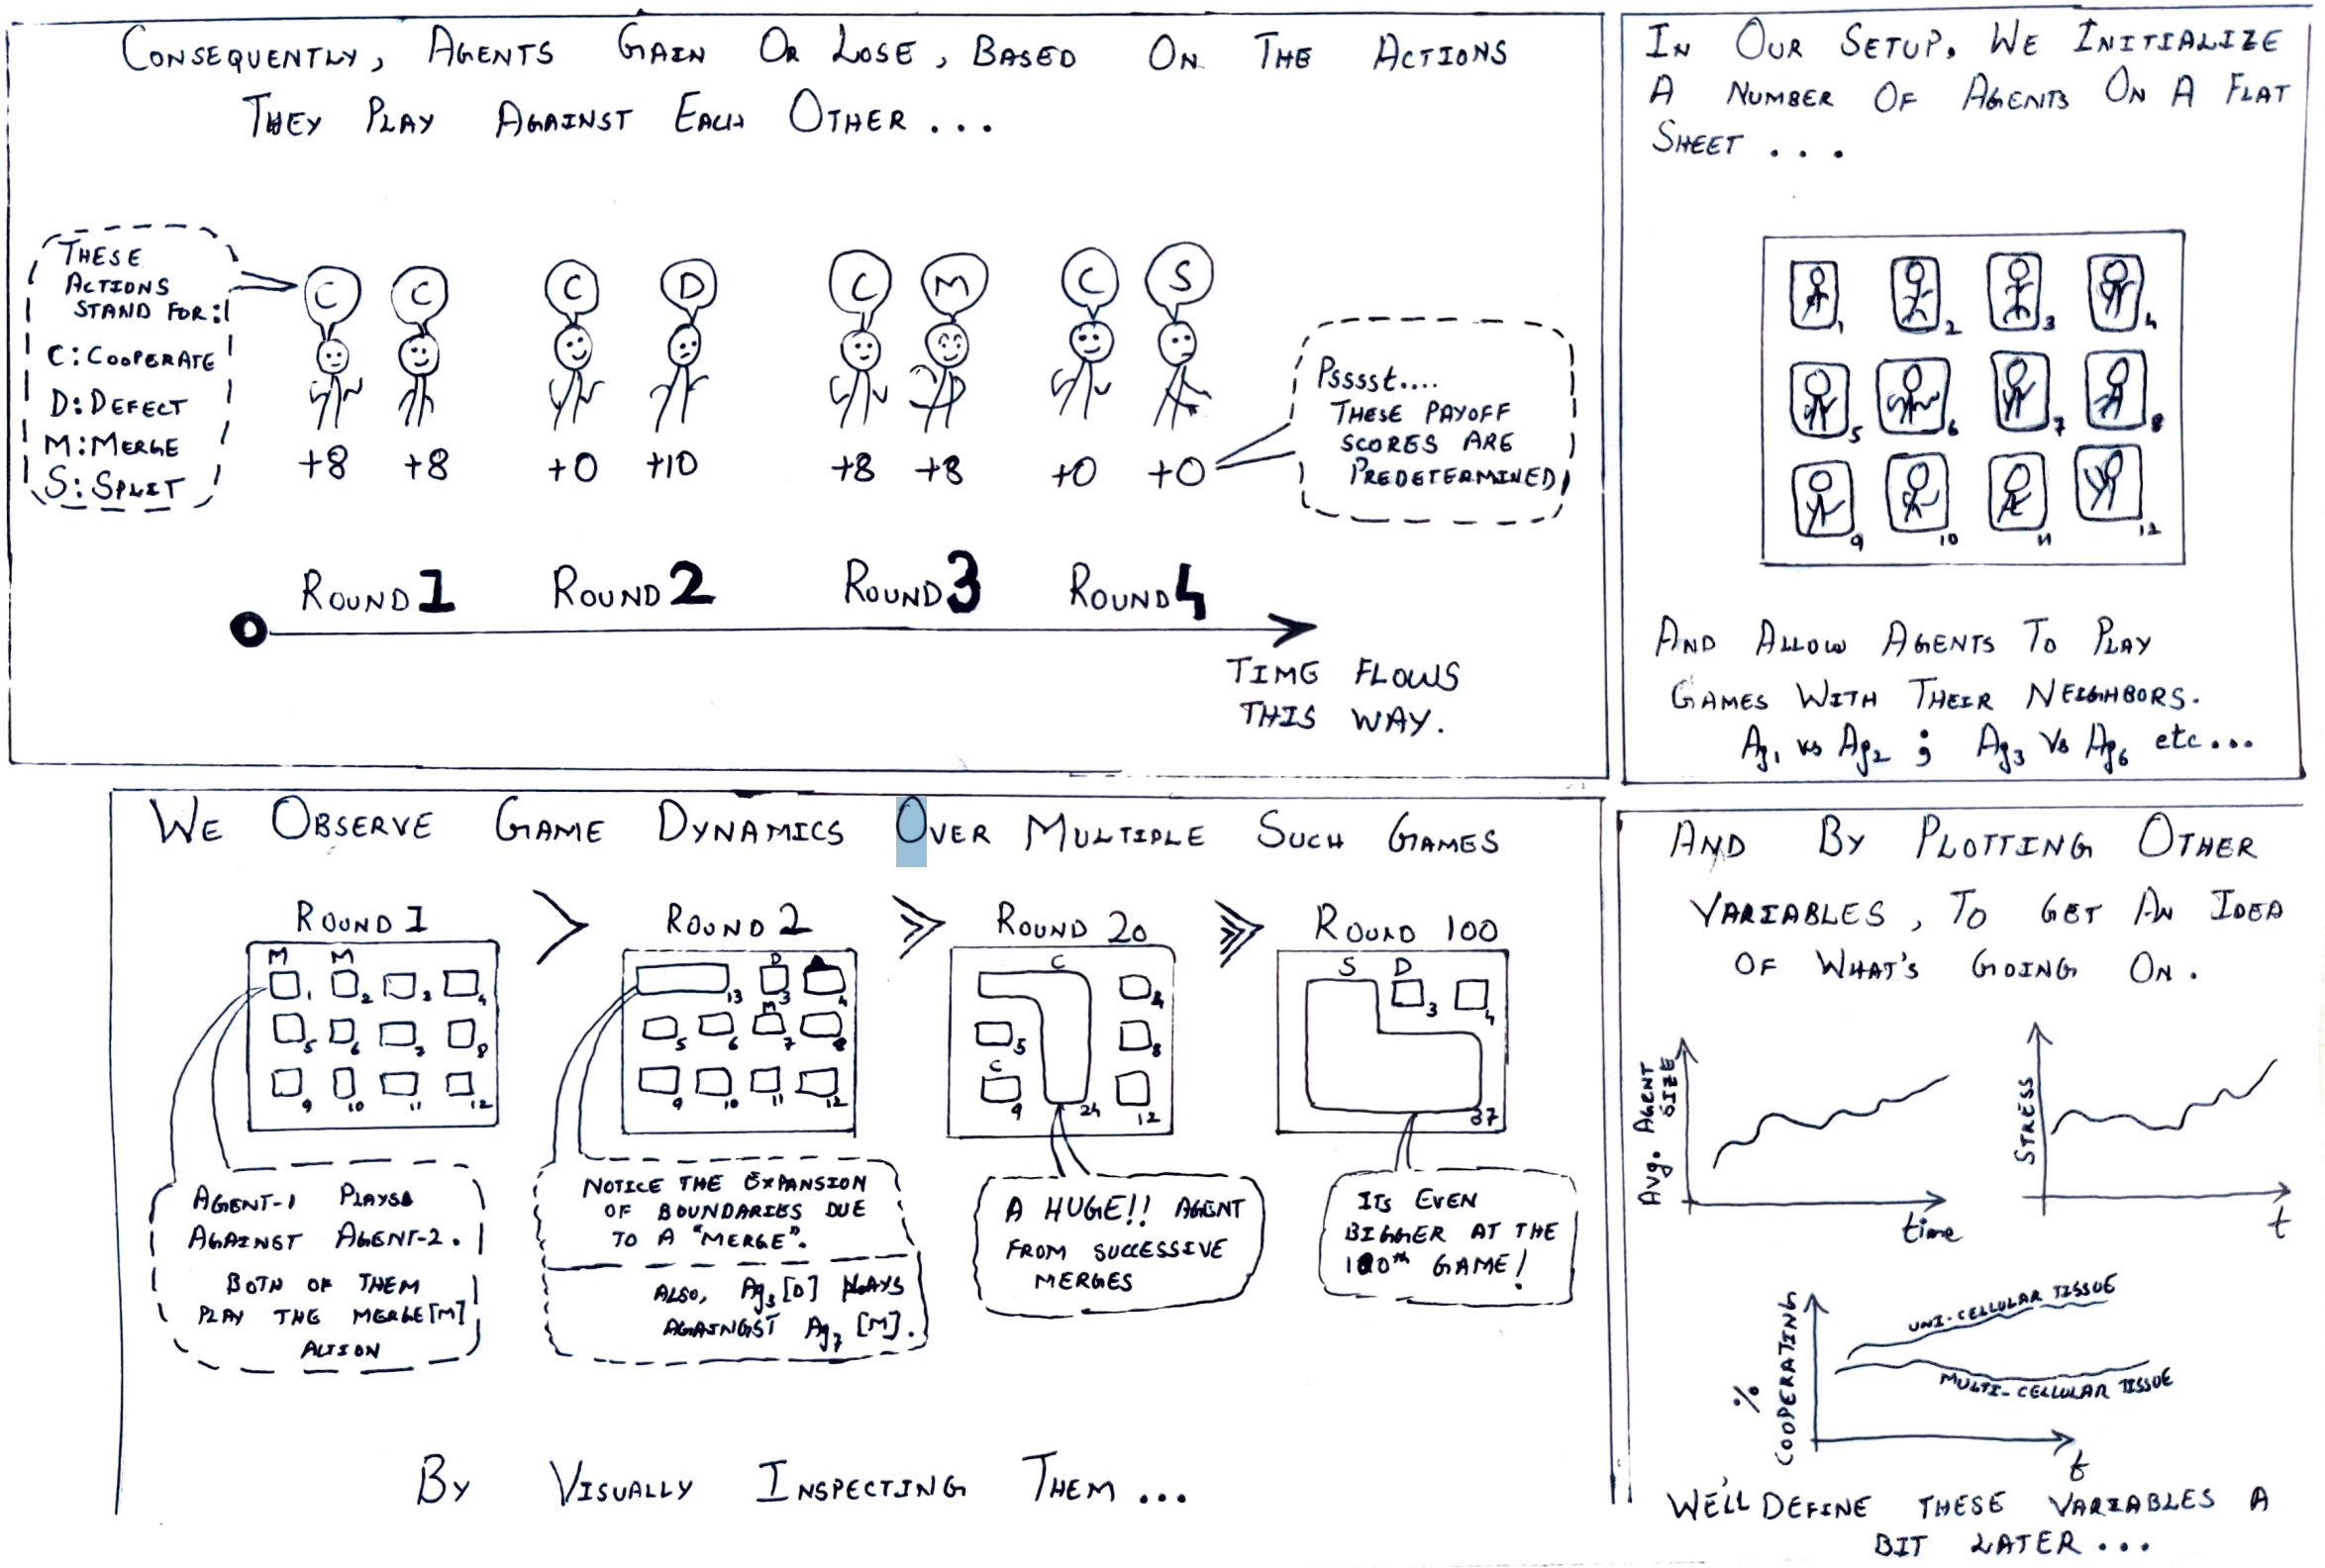 CONSEQUENTLY, AGENTS GAIN OR LOSE, BASED ON THE ACTIONS
THEY PLAY AGAINST EACH OTHER...
THESE
ACTIONS
STAND FOR:
C: COOPERATE
D: DEFECT
M: MERGE
S: SPLIT
C C C D C M C S
+8 +8 +0 +10 +8 +8 +0 +0
Psssst....
THESE PAYOFF
SCORES ARE
PREDETERMINED
ROUND 1 ROUND 2 ROUND 3 ROUND 4
TIME FLOWS
THIS WAY.
IN OUR SETUP, WE INITIALIZE
A NUMBER OF AGENTS ON A FLAT
SHEET...
1 2 3 4
5 6 7 8
9 10 11 12
AND ALLOW AGENTS TO PLAY
GAMES WITH THEIR NEIGHBORS.
Ag1 vs Ag2 ; Ag3 Vs Ag6 etc...
WE OBSERVE GAME DYNAMICS OVER MULTIPLE SUCH GAMES
ROUND 1 > ROUND 2 >> ROUND 20 >>> ROUND 100
M M
1 2 3 4
5 6 7 8
9 10 11 12
D
13 3 4
M
5 6 7 8
9 10 11 12
C
4
5 8
C
9 24 12
S D
3 4
37
AGENT-1 PLAYS
AGAINST AGENT-2.
BOTH OF THEM
PLAY THE MERGE[M]
ACTION
NOTICE THE EXPANSION
OF BOUNDARIES DUE
TO A "MERGE".
ALSO, Ag3 [D] PLAYS
AGAINGST Ag7 [M].
A HUGE!! AGENT
FROM SUCCESSIVE
MERGES
ITS EVEN
BIGGER AT THE
100th GAME!
BY VISUALLY INSPECTING THEM...
AND BY PLOTTING OTHER
VARIABLES, TO GET AN IDEA
OF WHAT'S GOING ON.
Avg. AGENT
SIZE
time
STRESS
t
%
COOPERATING
UNI-CELLULAR TISSUE
MULTI-CELLULAR TISSUE
t
WE'LL DEFINE THESE VARIABLES A
BIT LATER...